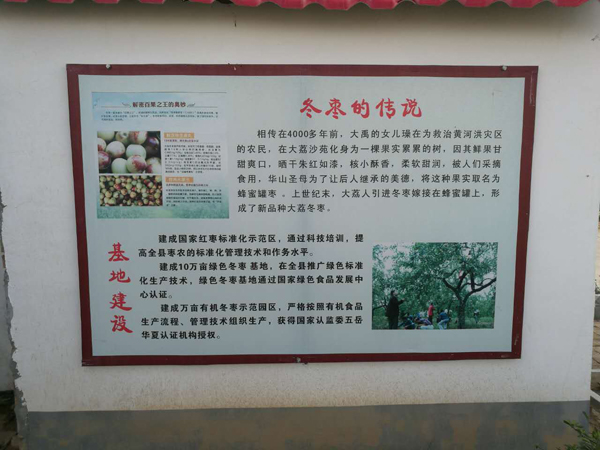 解密百果之王的奥妙
冬枣的传说
相传在4000多年前，大禹的女儿瑧在为救治黄河洪灾区
的农民，在大荔沙苑化身为一棵果实累累的树，因其鲜果甘
甜爽口，晒干朱红如漆，核小酥香，柔软甜润，被人们采摘
食用，华山圣母为了让后人继承的美德，将这种果实取名为
蜂蜜罐枣 。上世纪末，大荔人引进冬枣嫁接在蜂蜜罐上，形
成了新品种大荔冬枣。
基地建设
建成国家红枣标准化示范区，通过科技培训，提
高全县枣农的标准化管理技术和作务水平。
建成10万亩绿色冬枣 基地，在全县推广绿色标准
化生产技术，绿色冬枣基地通过国家绿色食品发展中
心认证。
建成万亩有机冬枣示范园区，严格按照有机食品
生产流程、管理技术组织生产，获得国家认监委五岳
华夏认证机构授权。